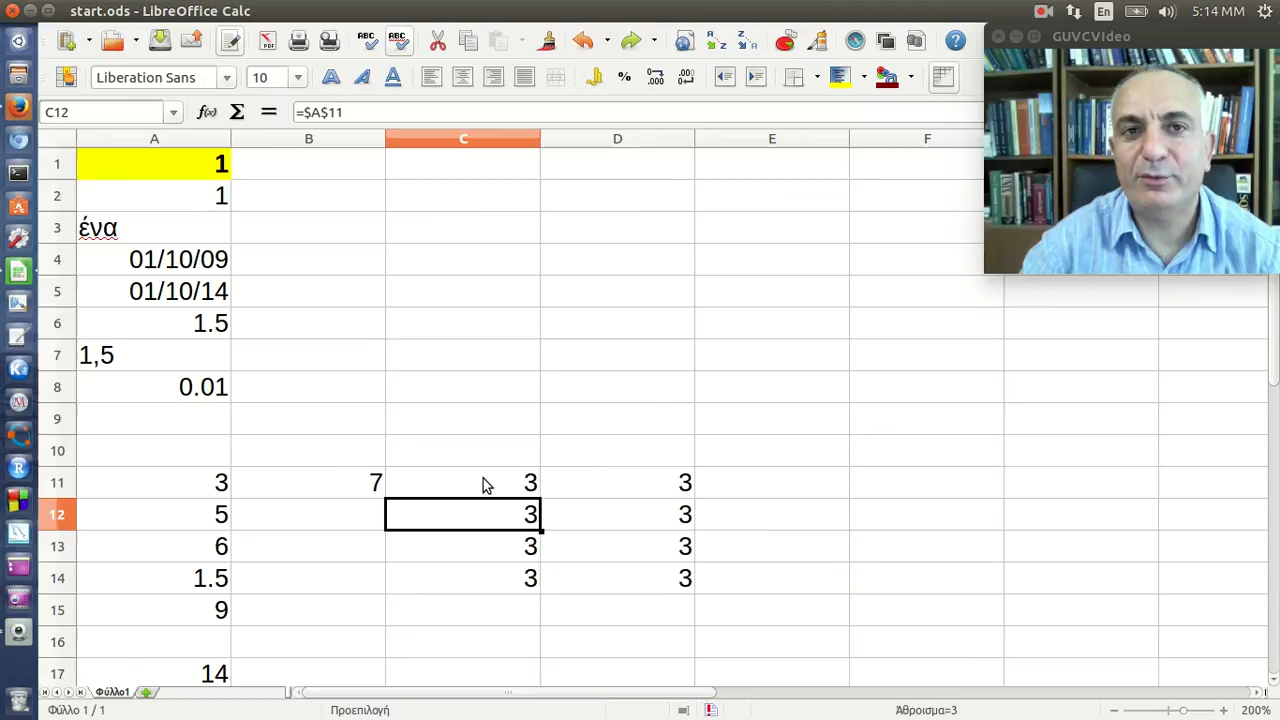 start.ods - LibreOffice Calc
En
5:14 MM
GUVCVideo
Liberation Sans
10
C12
=$A$11
A B C D E F
1 1
2 1
3 ένα
4 01/10/09
5 01/10/14
6 1.5
7 1,5
8 0.01
9
10
11 3 7 3 3
12 5 3 3
13 6 3 3
14 1.5 3 3
15 9
16
17 14
Φύλλο1
Φύλλο 1 / 1
Προεπιλογή
Άθροισμα=3
200%